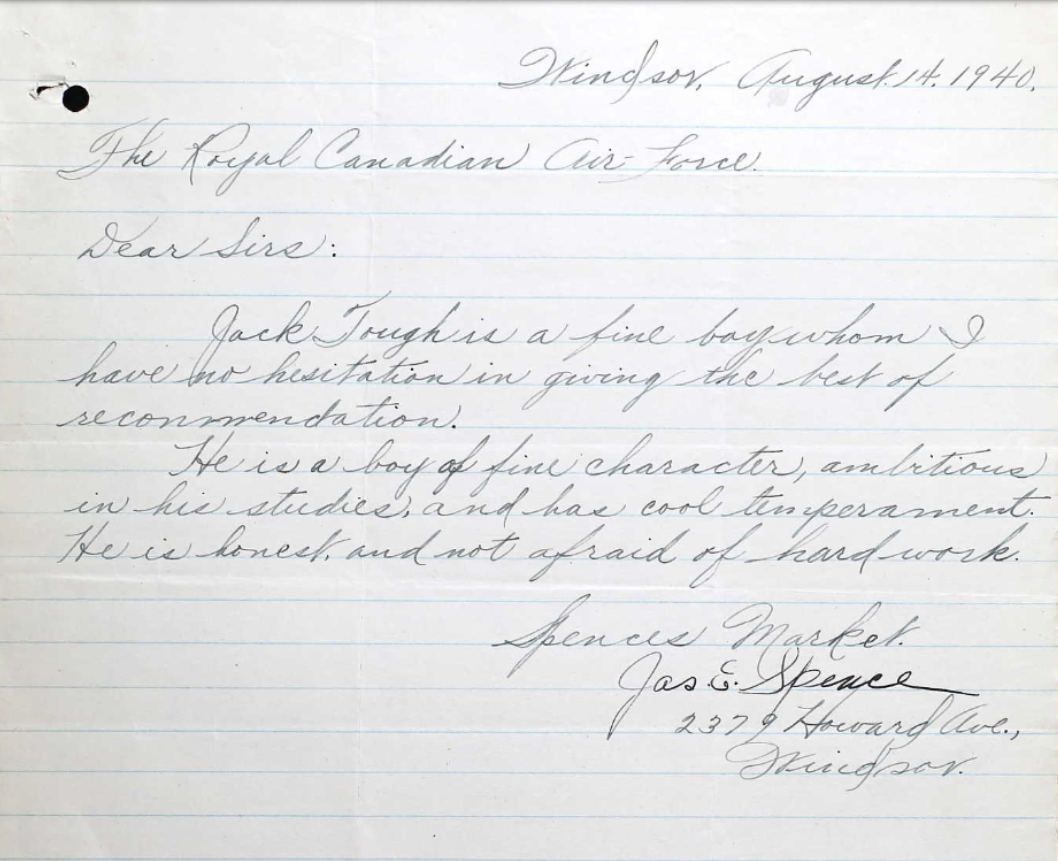 Windsor, August. 14. 1940.
The Royal Canadian Air-Force.
Dear Sirs:
Jack Tough is a fine boy whom I
have no hesitation in giving the best of
recommendation.
He is a boy of fine character, ambitious
in his studies, and has cool temperament.
He is honest, and not afraid of hard work.
Spences Market.
Jas. E. Spence
2379 Howard Ave.,
Windsor.